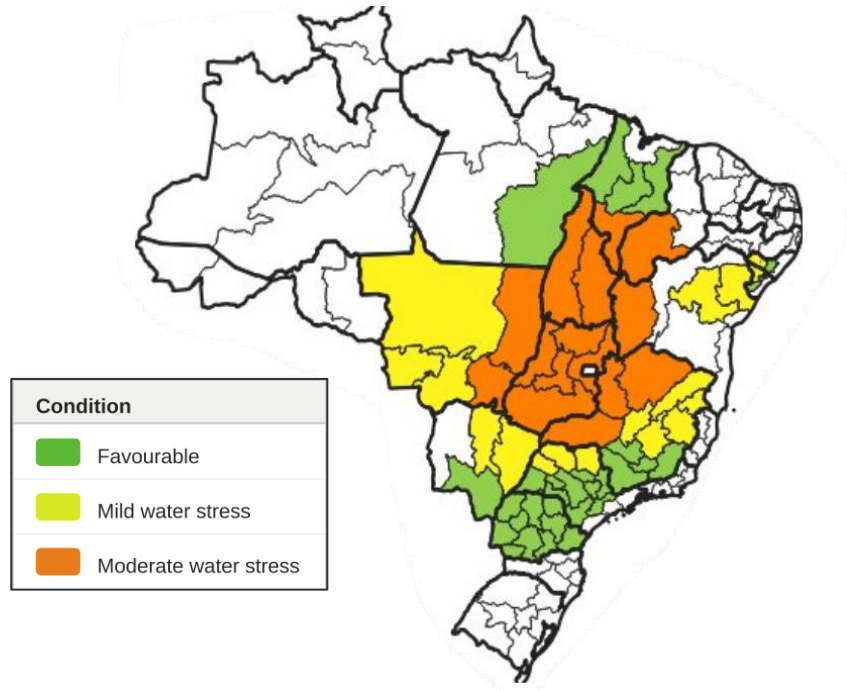 Condition
Favourable
Mild water stress
Moderate water stress